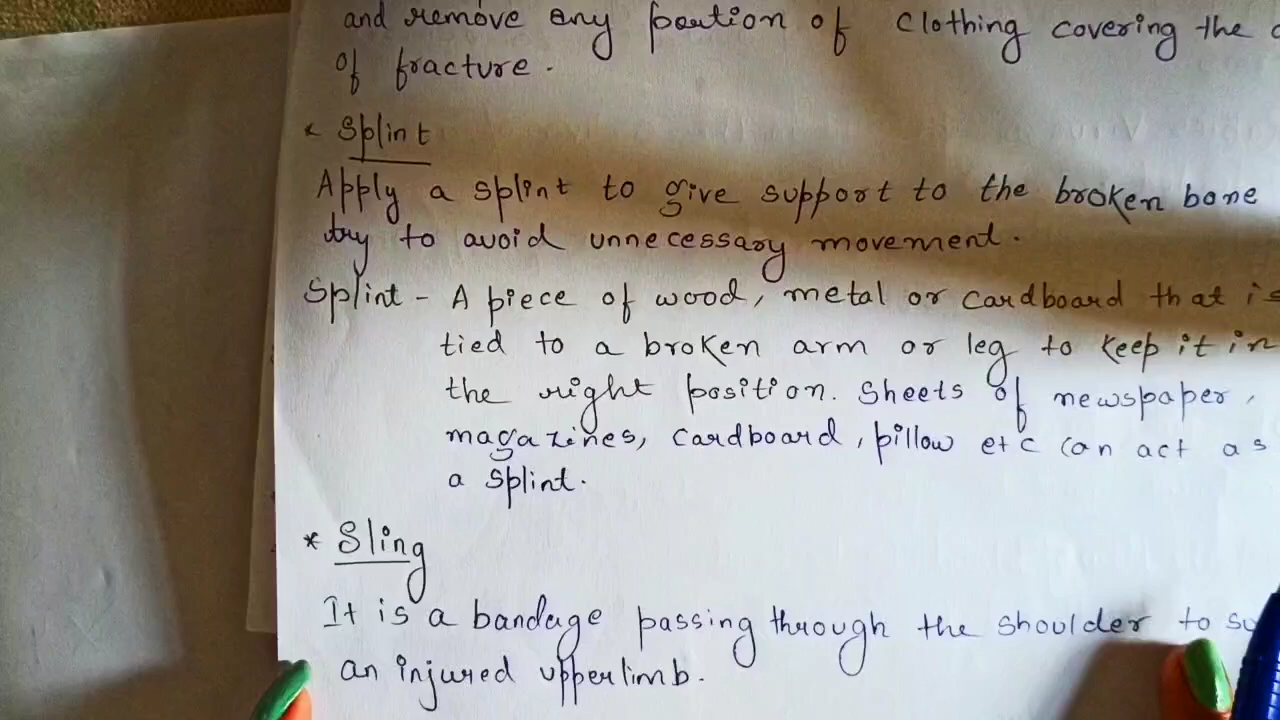 and remove any portion of clothing covering the
of fracture.
* Splint
Apply a splint to give support to the broken bone
try to avoid unnecessary movement.
Splint - A piece of wood, metal or cardboard that is
tied to a broken arm or leg to keep it in
the right position. Sheets of newspaper,
magazines, cardboard, pillow etc can act as
a splint.
* Sling
It is a bandage passing through the shoulder to
an injured upperlimb.